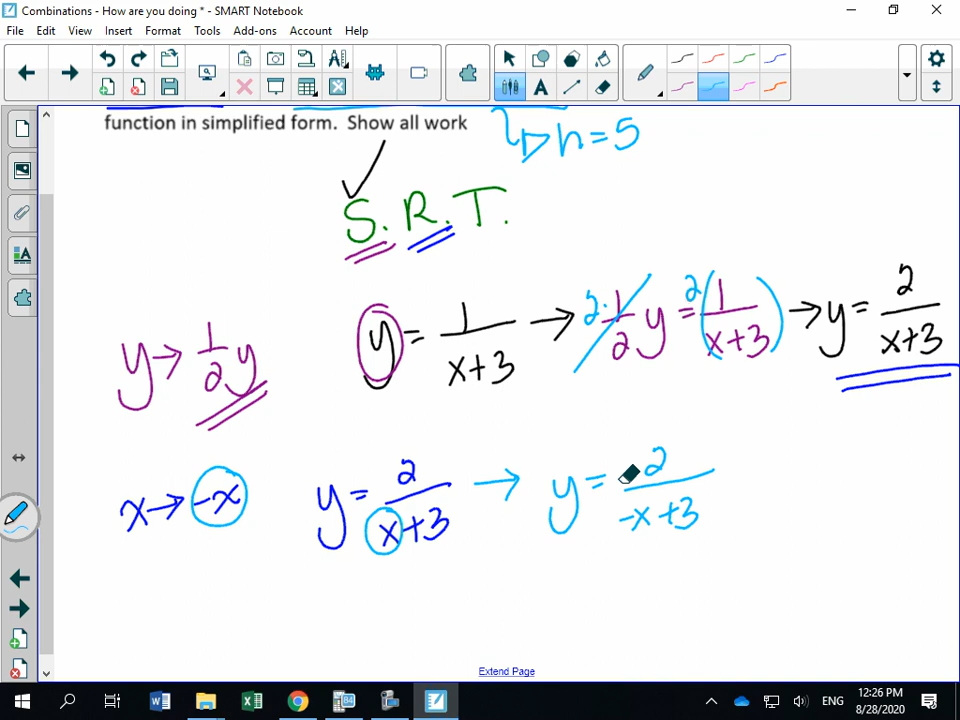 Combinations - How are you doing * - SMART Notebook
File Edit View Insert Format Tools Add-ons Account Help
function in simplified form. Show all work
h=5
S. R. T.
y = 1/(x+3) → 2·1/2 y = 2(1/(x+3)) → y = 2/(x+3)
y → 1/2 y
x → -x y = 2/(x+3) → y = 2/(-x+3)
Extend Page
ENG
12:26 PM
8/28/2020